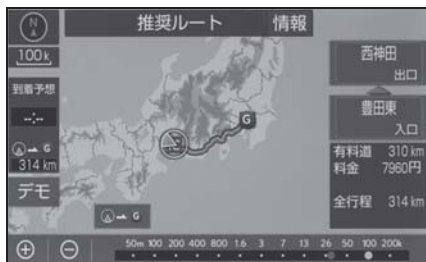 N
推奨ルート 情報
100k
西神田
出口
到着予想
--:--
豊田東
入口
G
G
314 km
有料道 310 km
料金 7960円
デモ
全行程 314 km
G
50m 100 200 400 800 1.6 3 7 13 26 50 100 200k